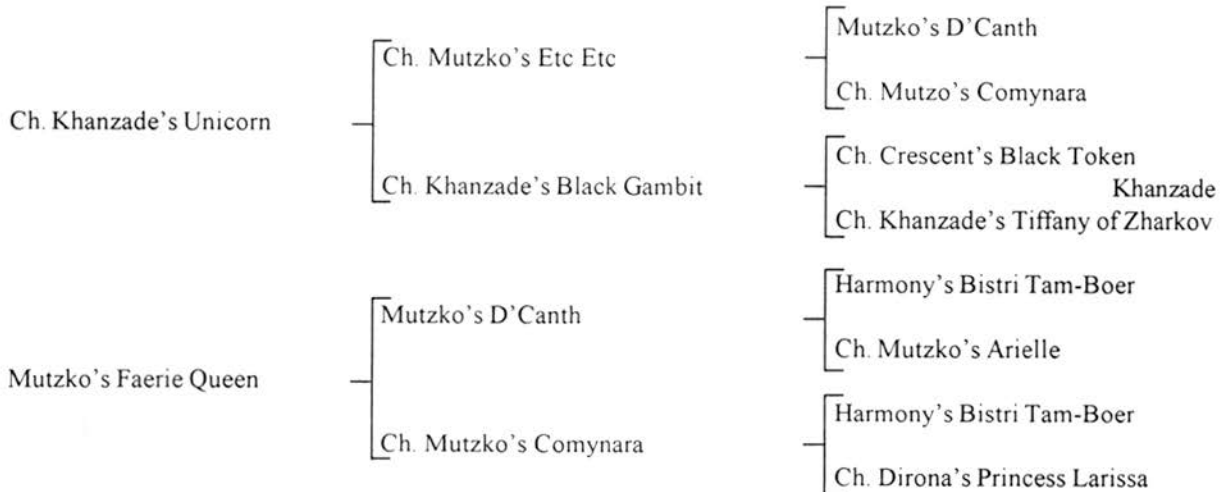 Mutzko's D'Canth
Ch. Mutzko's Etc Etc
Ch. Mutzo's Comynara
Ch. Khanzade's Unicorn
Ch. Crescent's Black Token
Ch. Khanzade's Black Gambit
Khanzade
Ch. Khanzade's Tiffany of Zharkov
Harmony's Bistri Tam-Boer
Mutzko's D'Canth
Ch. Mutzko's Arielle
Mutzko's Faerie Queen
Harmony's Bistri Tam-Boer
Ch. Mutzko's Comynara
Ch. Dirona's Princess Larissa